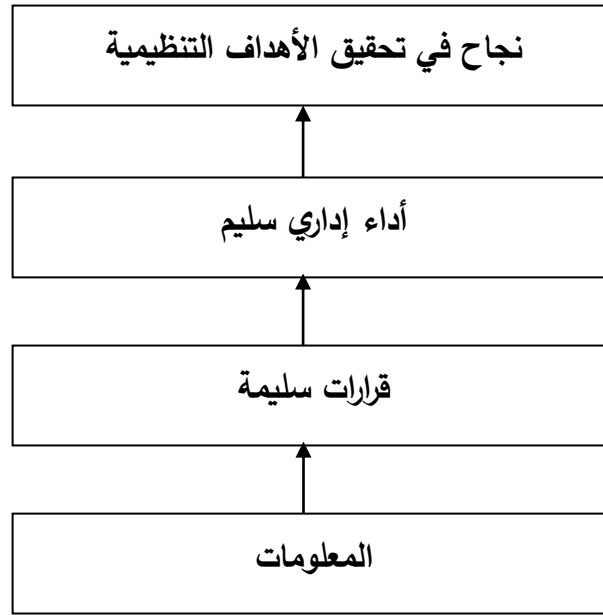 نجاح في تحقيق الأهداف التنظيمية
أداء إداري سليم
قرارات سليمة
المعلومات